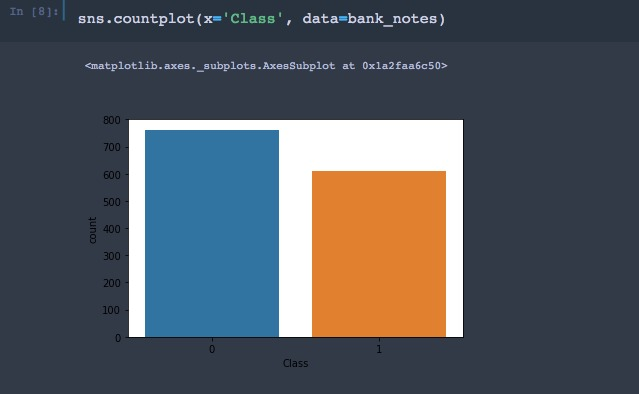 In [8]: sns.countplot(x='Class', data=bank_notes)
<matplotlib.axes._subplots.AxesSubplot at 0x1a2faa6c50>
800
700
600
500
400
300
200
100
0
count
0 1
Class